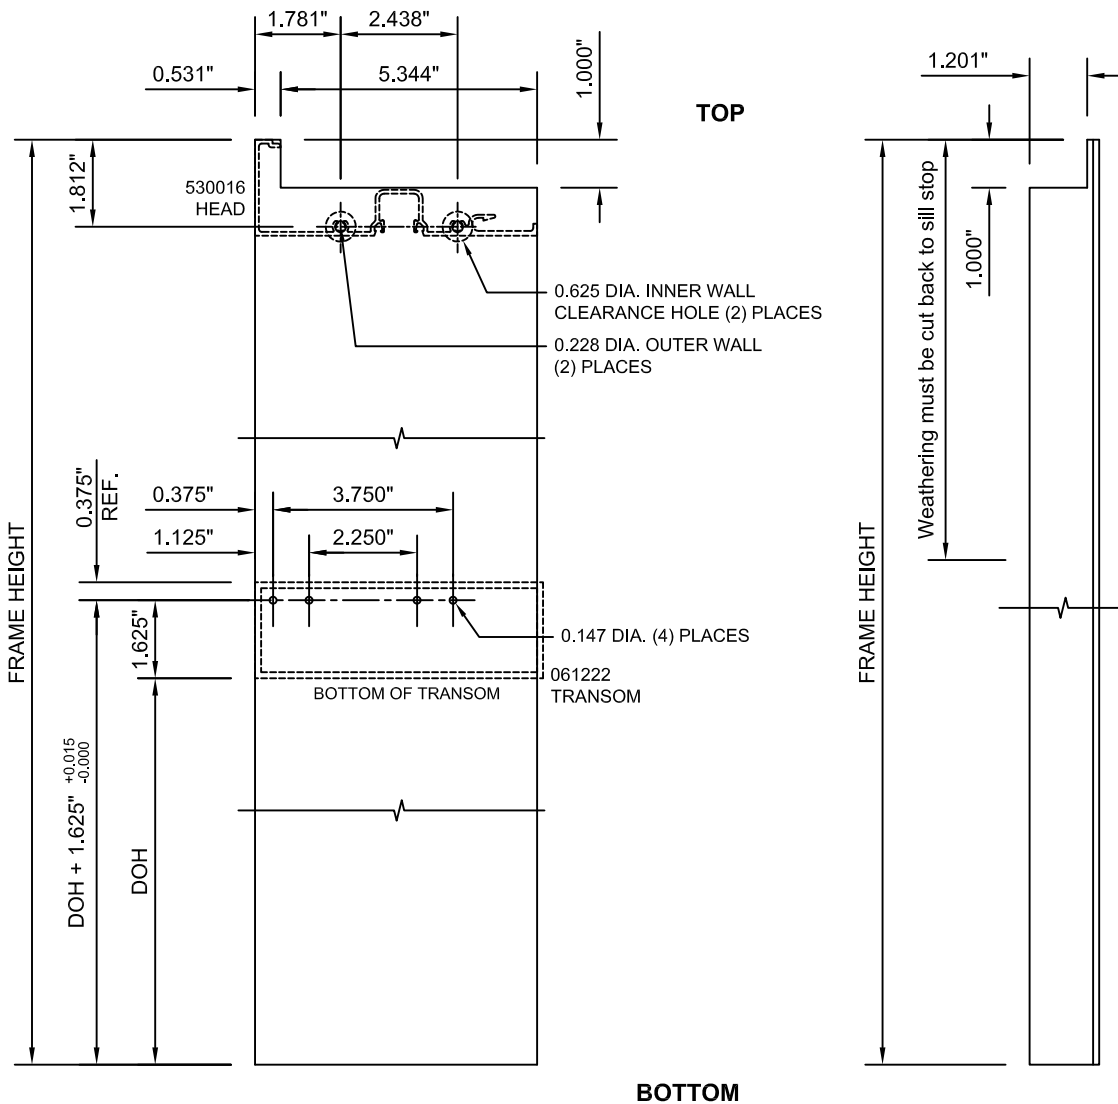 1.781"
2.438"
0.531"
5.344"
1.000"
1.201"
TOP
1.812"
530016
HEAD
0.625 DIA. INNER WALL
CLEARANCE HOLE (2) PLACES
0.228 DIA. OUTER WALL
(2) PLACES
Weathering must be cut back to sill stop
1.000"
0.375"
REF.
0.375"
3.750"
1.125"
2.250"
FRAME HEIGHT
FRAME HEIGHT
1.625"
0.147 DIA. (4) PLACES
BOTTOM OF TRANSOM
061222
TRANSOM
DOH + 1.625" +0.015
-0.000
DOH
BOTTOM